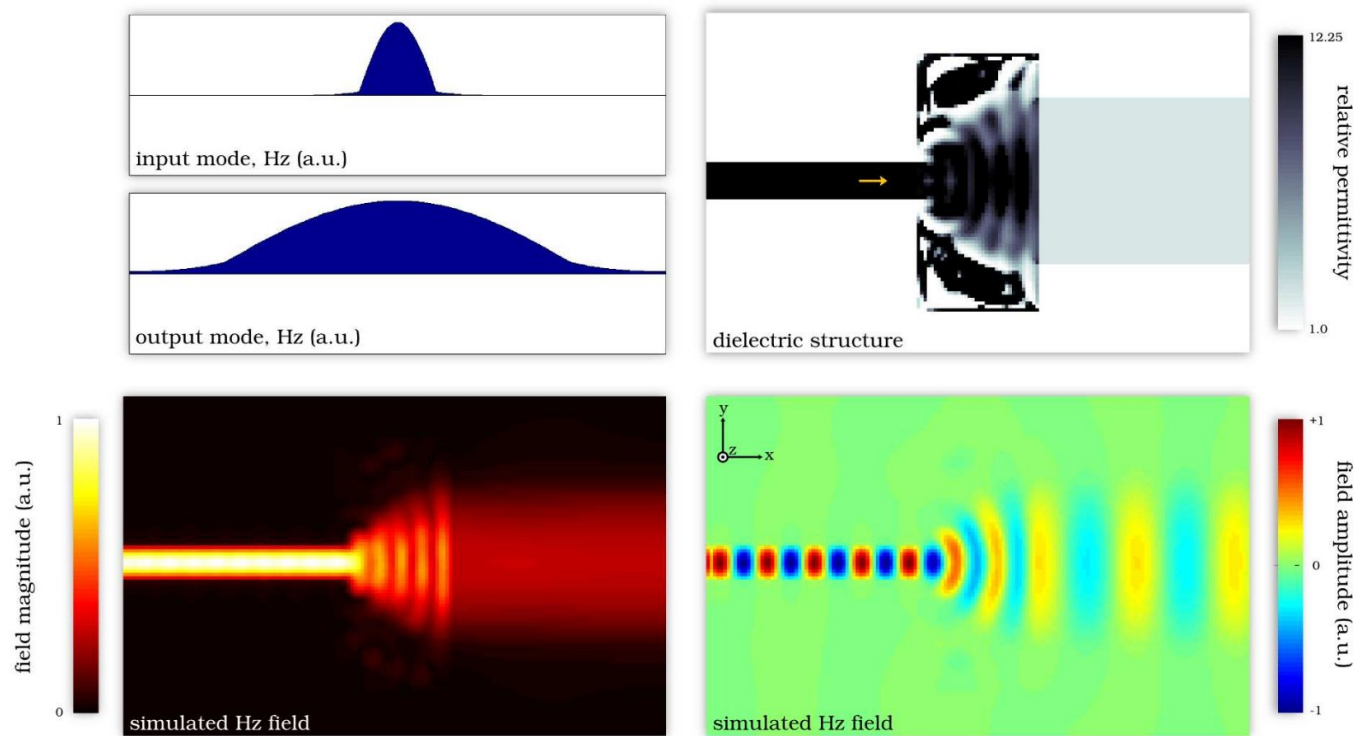 input mode, Hz (a.u.)
output mode, Hz (a.u.)
dielectric structure
12.25
relative permittivity
1.0
1
field magnitude (a.u.)
0
simulated Hz field
y
z
x
simulated Hz field
+1
0
field amplitude (a.u.)
-1